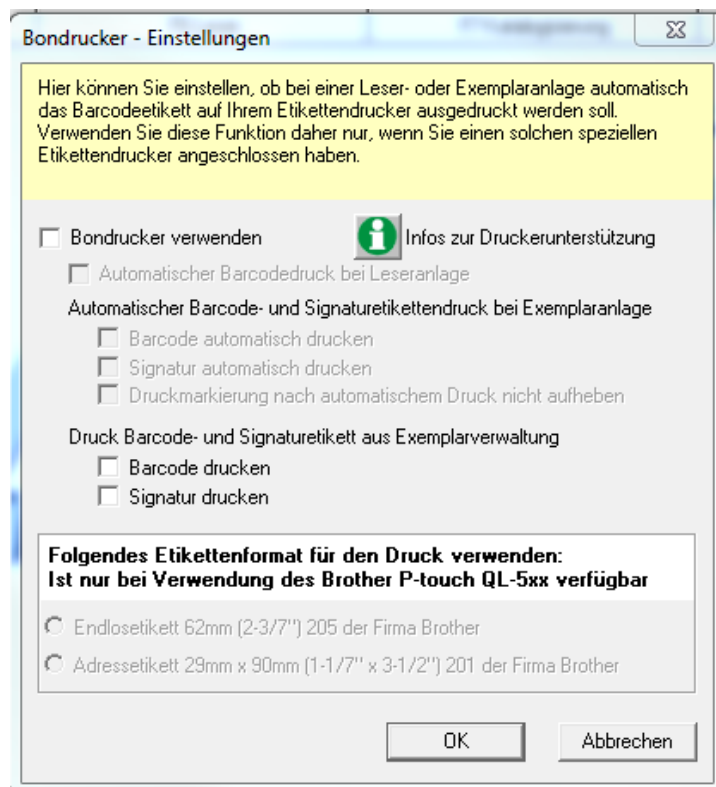 Bondrucker - Einstellungen
Hier können Sie einstellen, ob bei einer Leser- oder Exemplaranlage automatisch
das Barcodeetikett auf Ihrem Etikettendrucker ausgedruckt werden soll.
Verwenden Sie diese Funktion daher nur, wenn Sie einen solchen speziellen
Etikettendrucker angeschlossen haben.
Bondrucker verwenden
Infos zur Druckerunterstützung
Automatischer Barcodedruck bei Leseranlage
Automatischer Barcode- und Signaturetikettendruck bei Exemplaranlage
Barcode automatisch drucken
Signatur automatisch drucken
Druckmarkierung nach automatischem Druck nicht aufheben
Druck Barcode- und Signaturetikett aus Exemplarverwaltung
Barcode drucken
Signatur drucken
Folgendes Etikettenformat für den Druck verwenden:
Ist nur bei Verwendung des Brother P-touch QL-5xx verfügbar
Endlosetikett 62mm (2-3/7") 205 der Firma Brother
Adressetikett 29mm x 90mm (1-1/7" x 3-1/2") 201 der Firma Brother
OK
Abbrechen